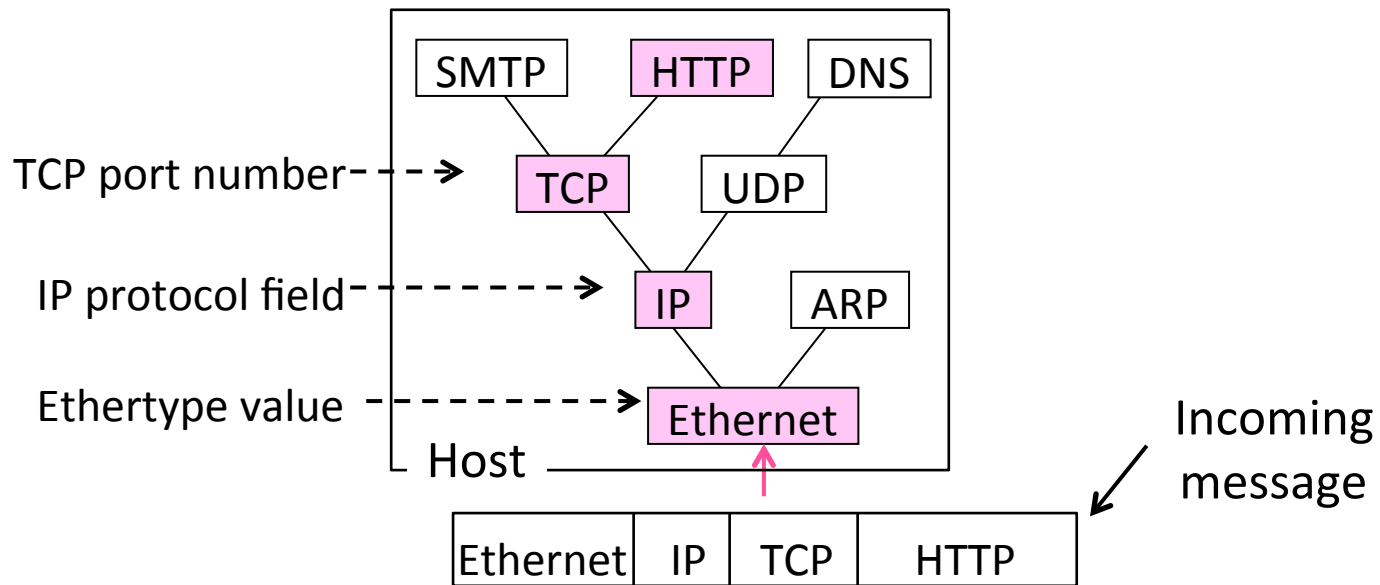 SMTP HTTP DNS
TCP port number TCP UDP
IP protocol field IP ARP
Ethertype value Ethernet
Host
Incoming
message
Ethernet IP TCP HTTP